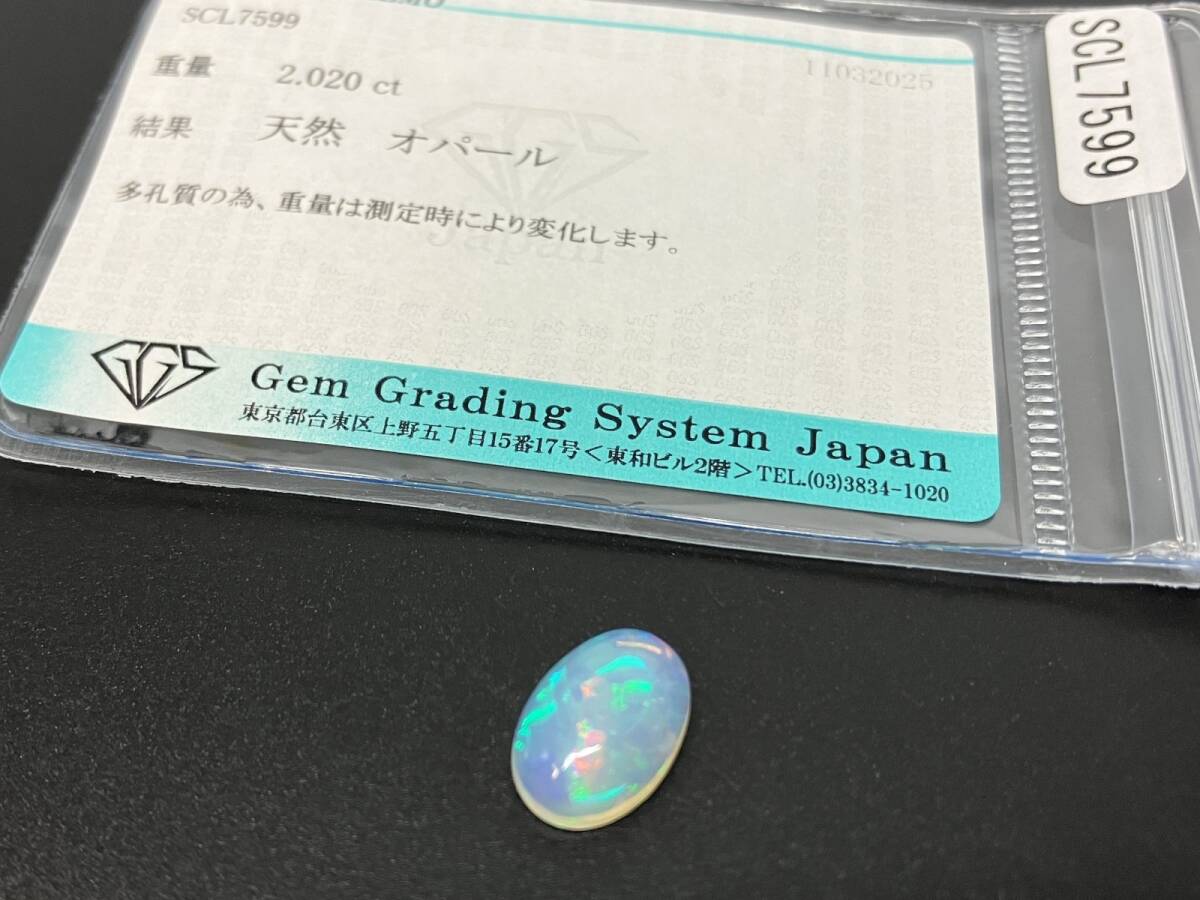 SCL7599
11032025
重量 2.020 ct
結果 天然 オパール
多孔質の為、重量は測定時により変化します。
Japan
GGS
Gem Grading System Japan
東京都台東区上野五丁目15番17号＜東和ビル2階＞TEL.(03)3834-1020
SCL7599